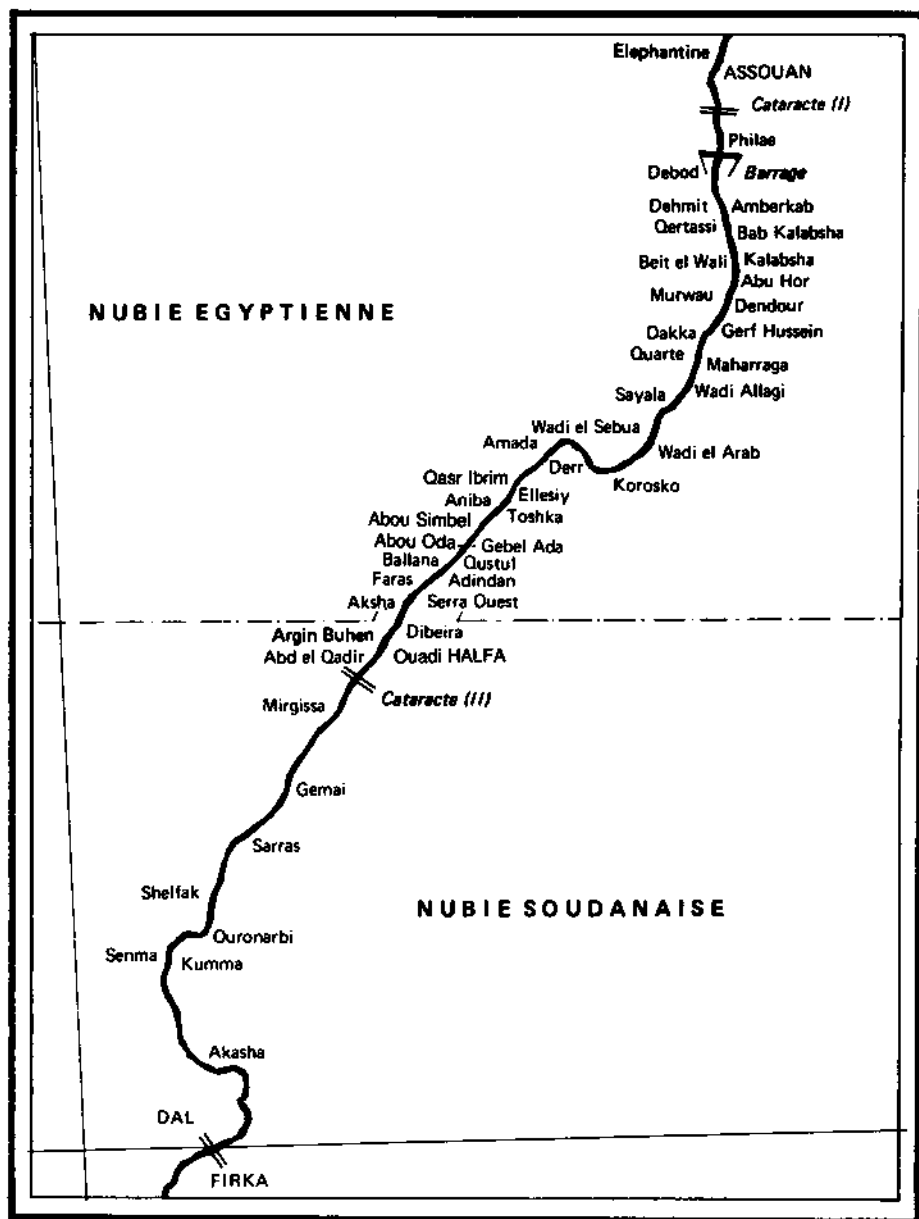 Elephantine
ASSOUAN
Cataracte (I)
Philae
Debod
Barrage
Dehmit
Amberkab
Qertassi
Bab Kalabsha
Beit el Wali
Kalabsha
Abu Hor
Murwau
Dendour
NUBIE EGYPTIENNE
Dakka
Gerf Hussein
Quarte
Maharraga
Sayala
Wadi Allagi
Wadi el Sebua
Amada
Wadi el Arab
Derr
Qasr Ibrim
Korosko
Aniba
Ellesiy
Abou Simbel
Toshka
Abou Oda
Gebel Ada
Ballana
Qustul
Faras
Adindan
Aksha
Serra Ouest
Argin Buhen
Dibeira
Abd el Qadir
Ouadi HALFA
Cataracte (II)
Mirgissa
Gemai
Sarras
Shelfak
NUBIE SOUDANAISE
Ouronarbi
Senma
Kumma
Akasha
DAL
FIRKA